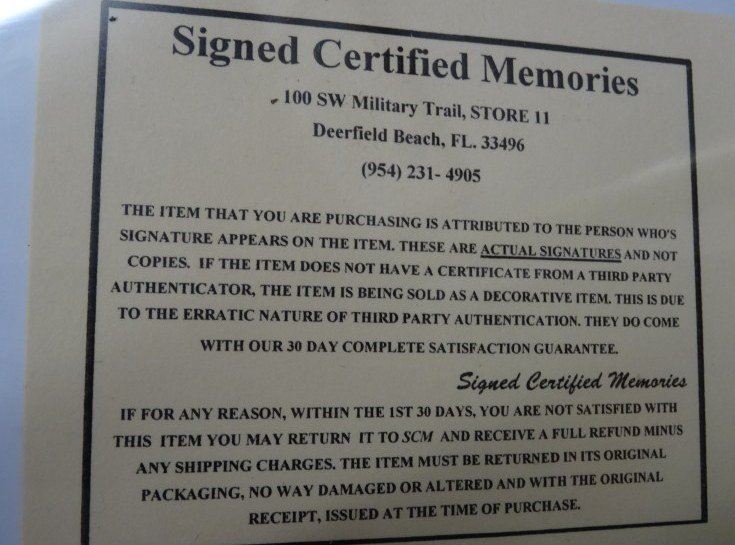 Signed Certified Memories
100 SW Military Trail, STORE 11
Deerfield Beach, FL. 33496
(954) 231- 4905
THE ITEM THAT YOU ARE PURCHASING IS ATTRIBUTED TO THE PERSON WHO'S
SIGNATURE APPEARS ON THE ITEM. THESE ARE ACTUAL SIGNATURES AND NOT
COPIES. IF THE ITEM DOES NOT HAVE A CERTIFICATE FROM A THIRD PARTY
AUTHENTICATOR, THE ITEM IS BEING SOLD AS A DECORATIVE ITEM. THIS IS DUE
TO THE ERRATIC NATURE OF THIRD PARTY AUTHENTICATION. THEY DO COME
WITH OUR 30 DAY COMPLETE SATISFACTION GUARANTEE.
Signed Certified Memories
IF FOR ANY REASON, WITHIN THE 1ST 30 DAYS, YOU ARE NOT SATISFIED WITH
THIS ITEM YOU MAY RETURN IT TO SCM AND RECEIVE A FULL REFUND MINUS
ANY SHIPPING CHARGES. THE ITEM MUST BE RETURNED IN ITS ORIGINAL
PACKAGING, NO WAY DAMAGED OR ALTERED AND WITH THE ORIGINAL
RECEIPT, ISSUED AT THE TIME OF PURCHASE.